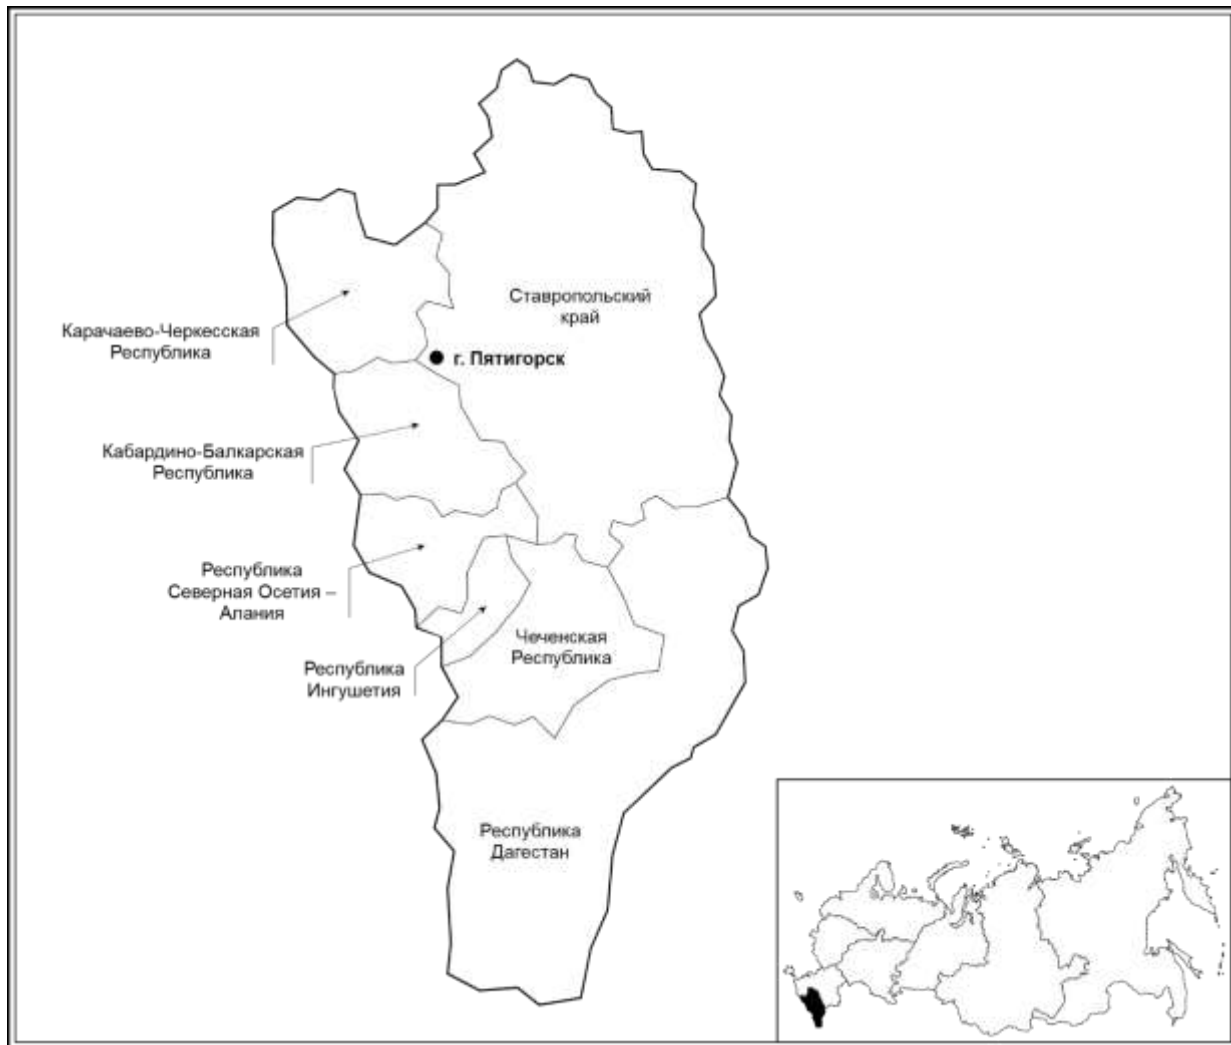 Ставропольский
край
Карачаево-Черкесская
Республика
г. Пятигорск
Кабардино-Балкарская
Республика
Республика
Северная Осетия –
Алания
Чеченская
Республика
Республика
Ингушетия
Республика
Дагестан